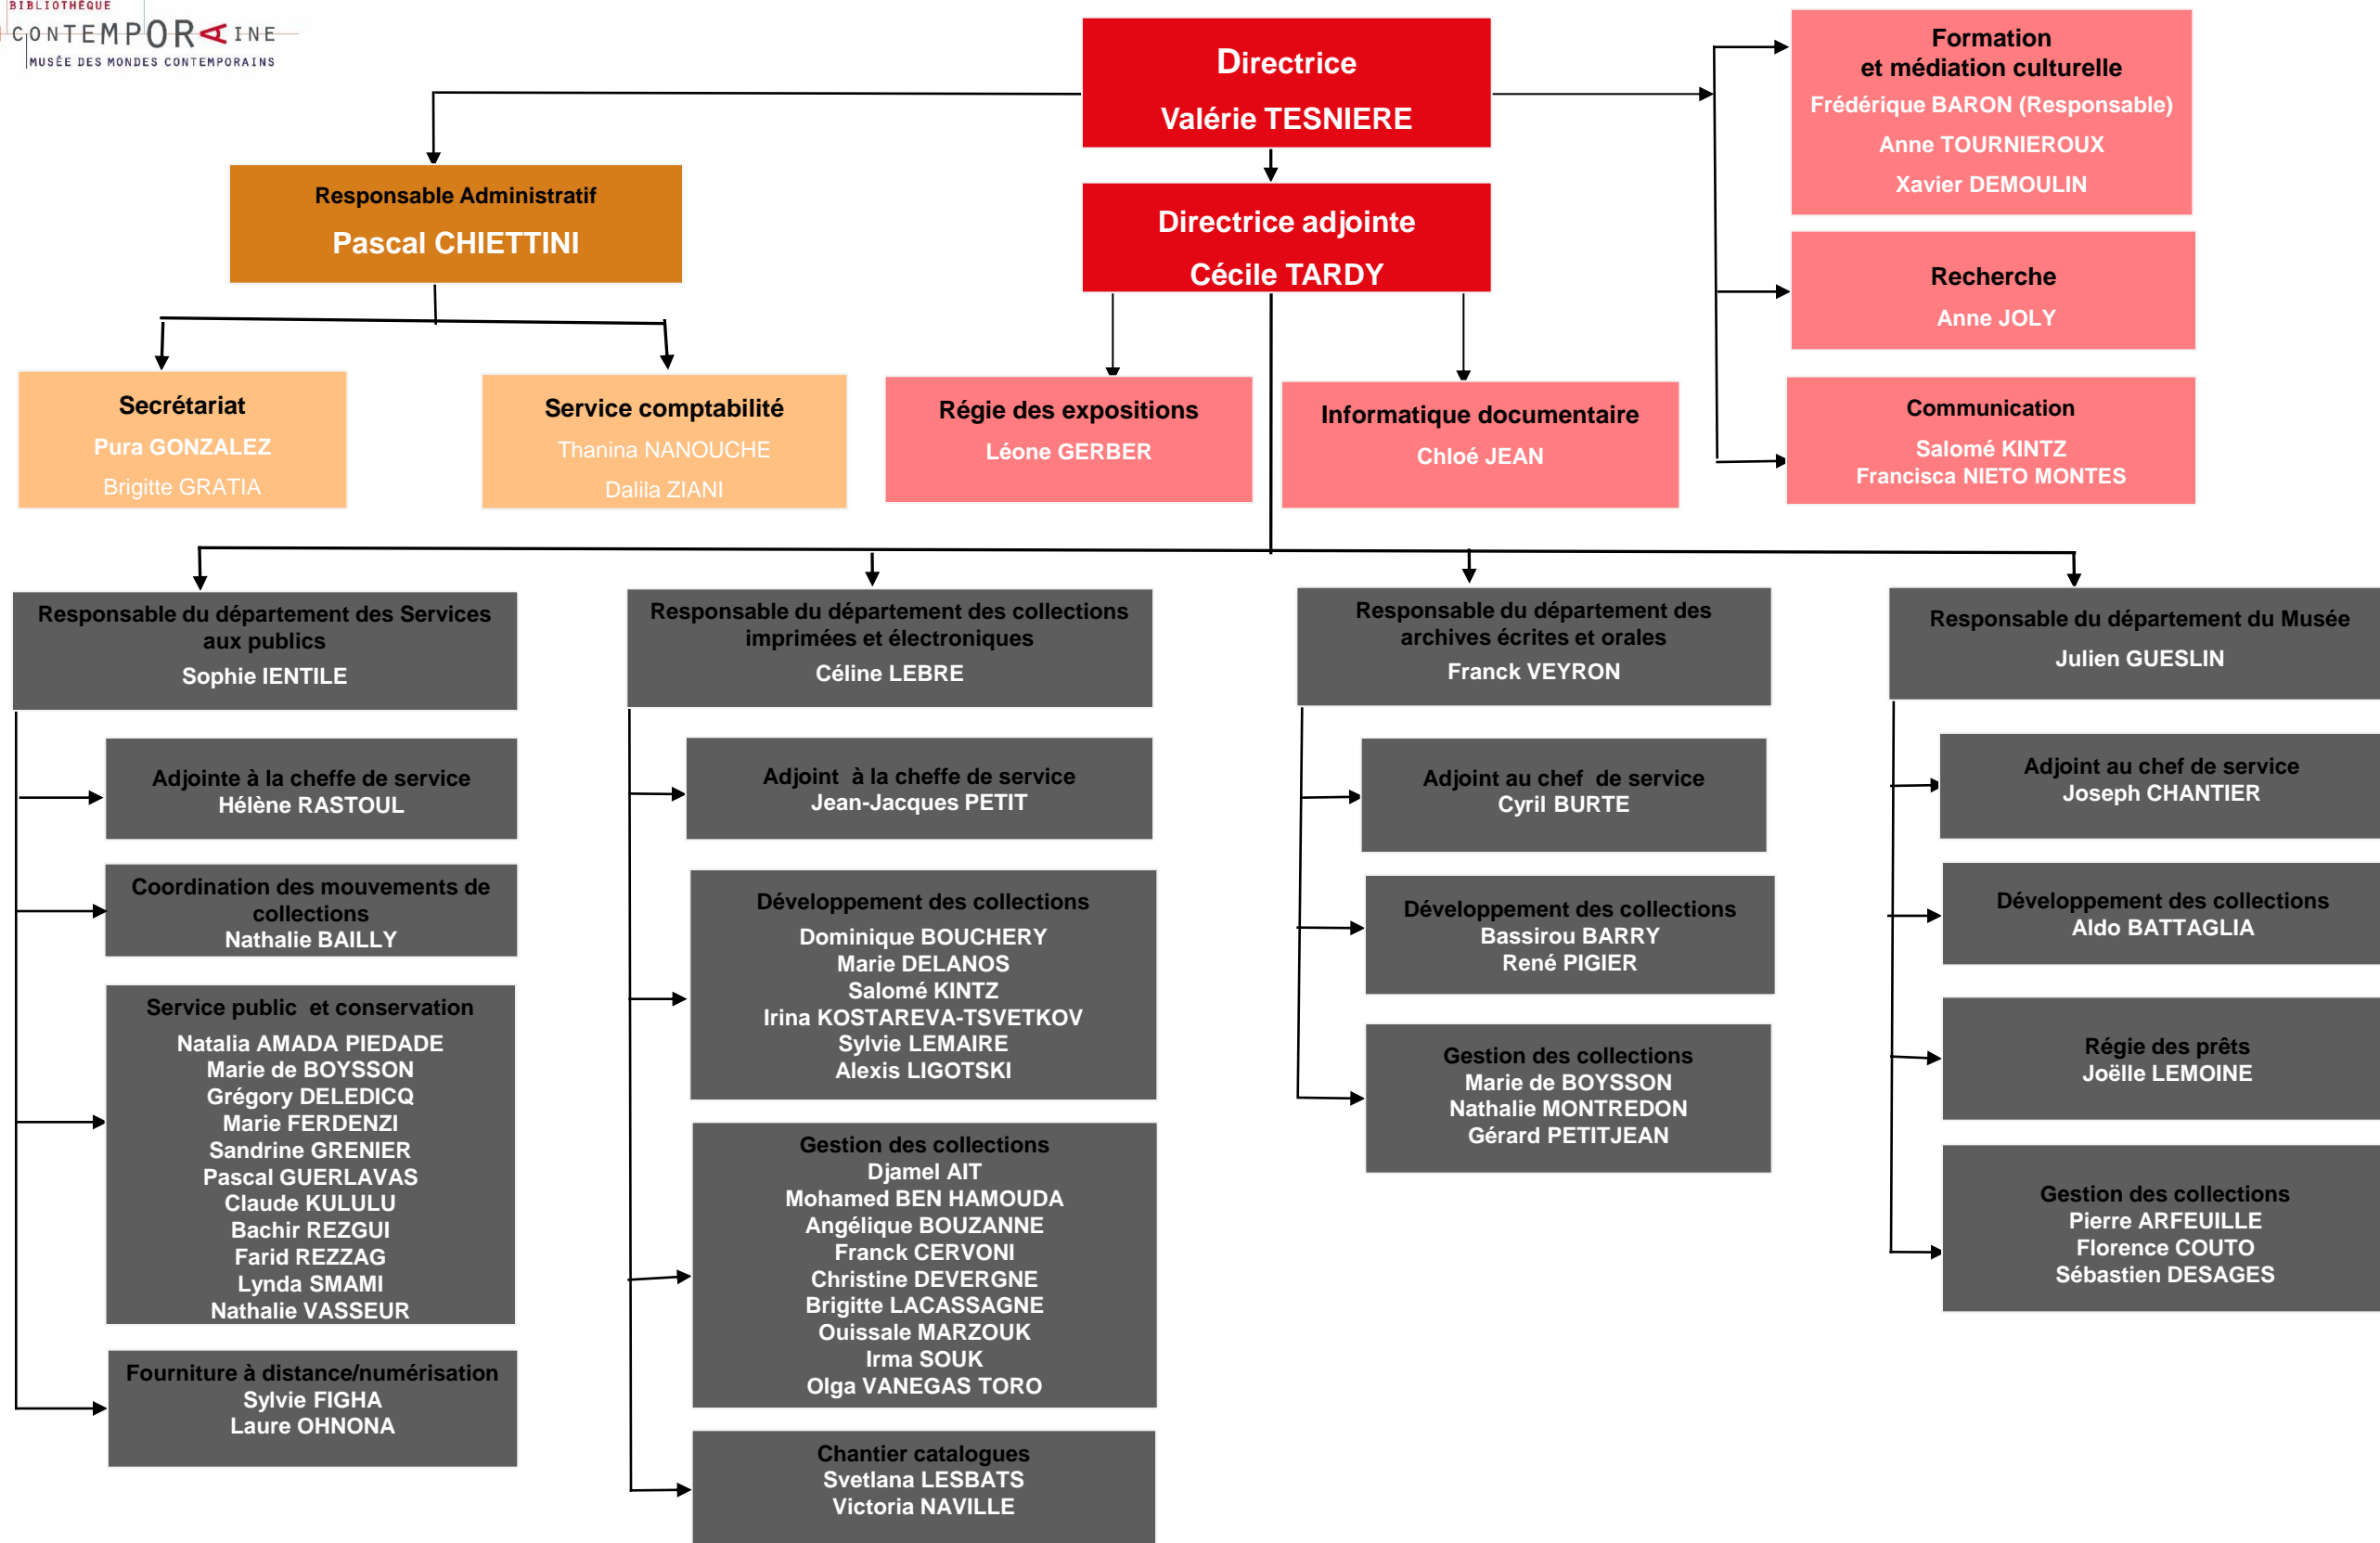 BIBLIOTHÈQUE
CONTEMPORAINE
MUSÉE DES MONDES CONTEMPORAINS
Directrice
Valérie TESNIERE
Formation
et médiation culturelle
Frédérique BARON (Responsable)
Anne TOURNIEROUX
Xavier DEMOULIN
Responsable Administratif
Pascal CHIETTINI
Directrice adjointe
Cécile TARDY
Recherche
Anne JOLY
Secrétariat
Pura GONZALEZ
Brigitte GRATIA
Service comptabilité
Thanina NANOUCHE
Dalila ZIANI
Régie des expositions
Léone GERBER
Informatique documentaire
Chloé JEAN
Communication
Salomé KINTZ
Francisca NIETO MONTES
Responsable du département des Services
aux publics
Sophie IENTILE
Adjointe à la cheffe de service
Hélène RASTOUL
Coordination des mouvements de
collections
Nathalie BAILLY
Service public  et conservation
Natalia AMADA PIEDADE
Marie de BOYSSON
Grégory DELEDICQ
Marie FERDENZI
Sandrine GRENIER
Pascal GUERLAVAS
Claude KULULU
Bachir REZGUI
Farid REZZAG
Lynda SMAMI
Nathalie VASSEUR
Fourniture à distance/numérisation
Sylvie FIGHA
Laure OHNONA
Responsable du département des collections
imprimées et électroniques
Céline LEBRE
Adjoint  à la cheffe de service
Jean-Jacques PETIT
Développement des collections
Dominique BOUCHERY
Marie DELANOS
Salomé KINTZ
Irina KOSTAREVA-TSVETKOV
Sylvie LEMAIRE
Alexis LIGOTSKI
Gestion des collections
Djamel AIT
Mohamed BEN HAMOUDA
Angélique BOUZANNE
Franck CERVONI
Christine DEVERGNE
Brigitte LACASSAGNE
Ouissale MARZOUK
Irma SOUK
Olga VANEGAS TORO
Chantier catalogues
Svetlana LESBATS
Victoria NAVILLE
Responsable du département des
archives écrites et orales
Franck VEYRON
Adjoint au chef  de service
Cyril BURTE
Développement des collections
Bassirou BARRY
René PIGIER
Gestion des collections
Marie de BOYSSON
Nathalie MONTREDON
Gérard PETITJEAN
Responsable du département du Musée
Julien GUESLIN
Adjoint au chef de service
Joseph CHANTIER
Développement des collections
Aldo BATTAGLIA
Régie des prêts
Joëlle LEMOINE
Gestion des collections
Pierre ARFEUILLE
Florence COUTO
Sébastien DESAGES